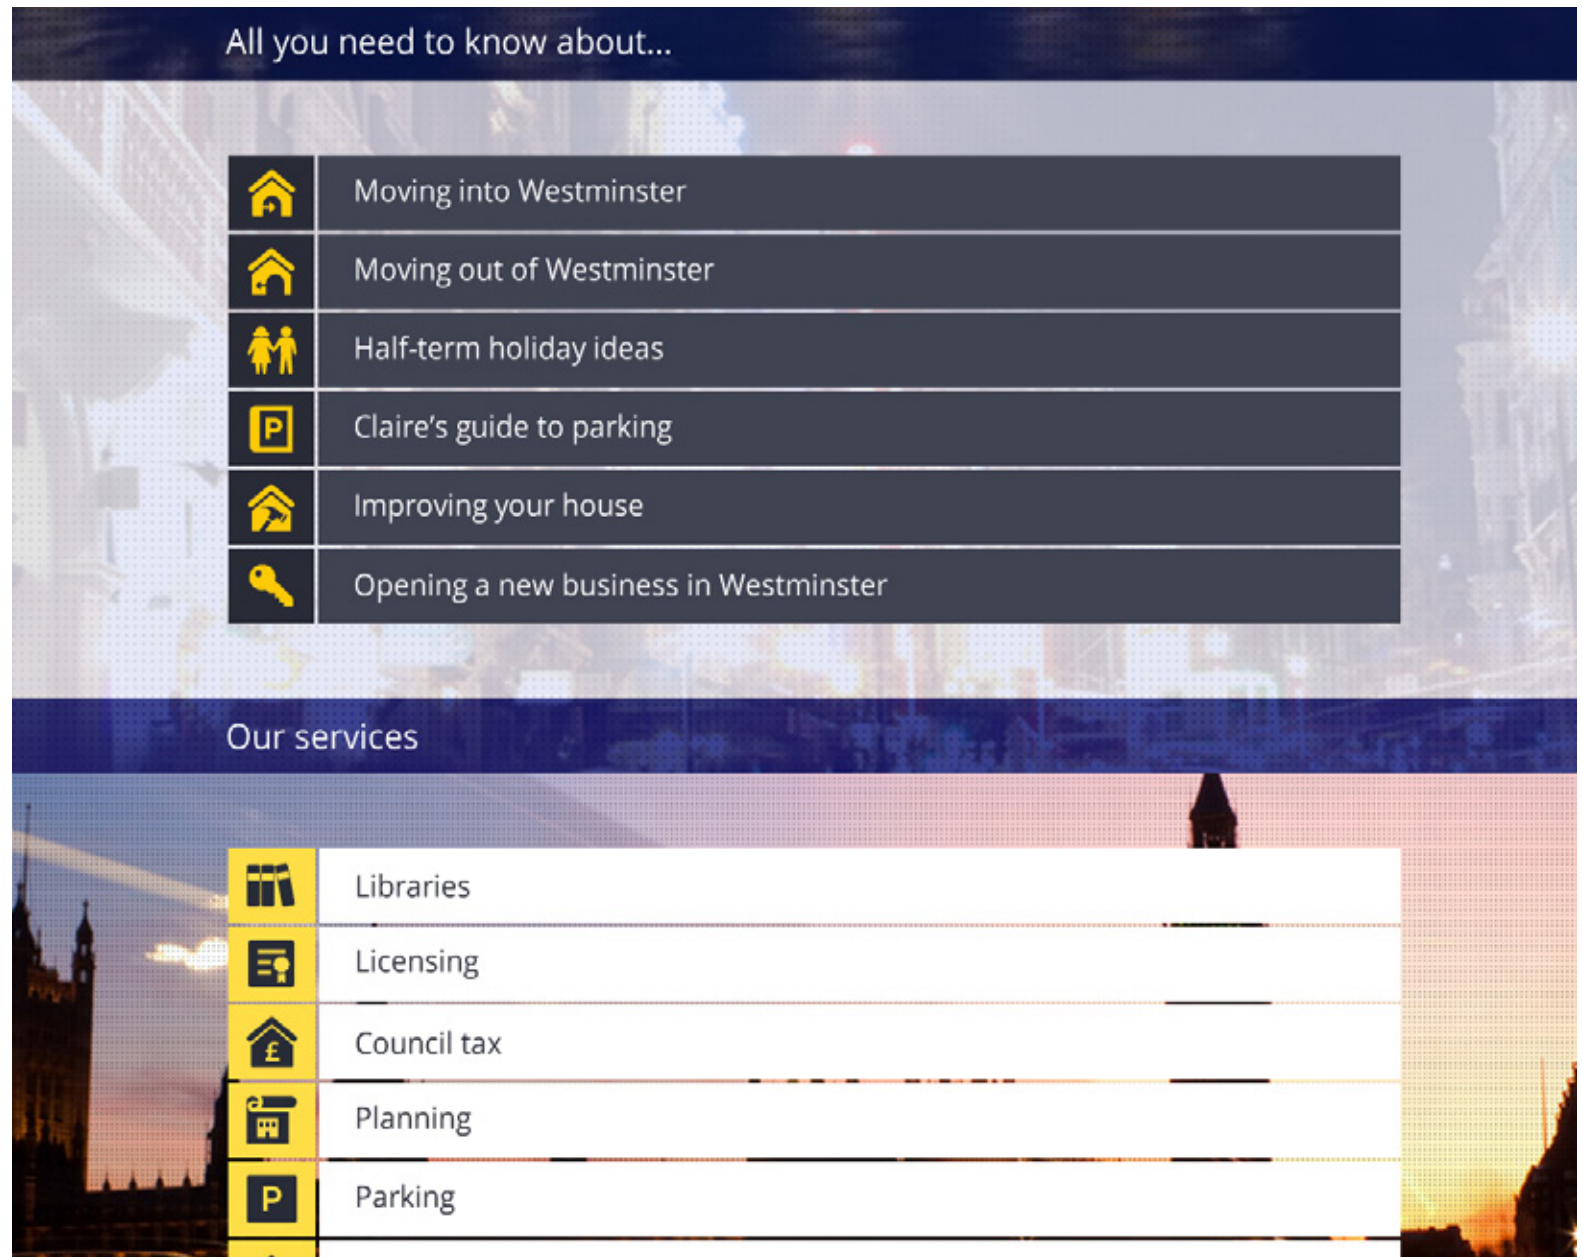 All you need to know about...
Moving into Westminster
Moving out of Westminster
Half-term holiday ideas
P
Claire's guide to parking
Improving your house
Opening a new business in Westminster
Our services
Libraries
Licensing
£
Council tax
Planning
P
Parking